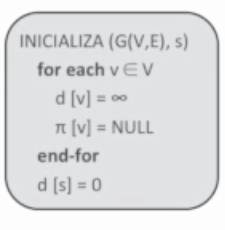 INICIALIZA (G(V,E), s)
for each v ∈ V
d [v] = ∞
π [v] = NULL
end-for
d [s] = 0